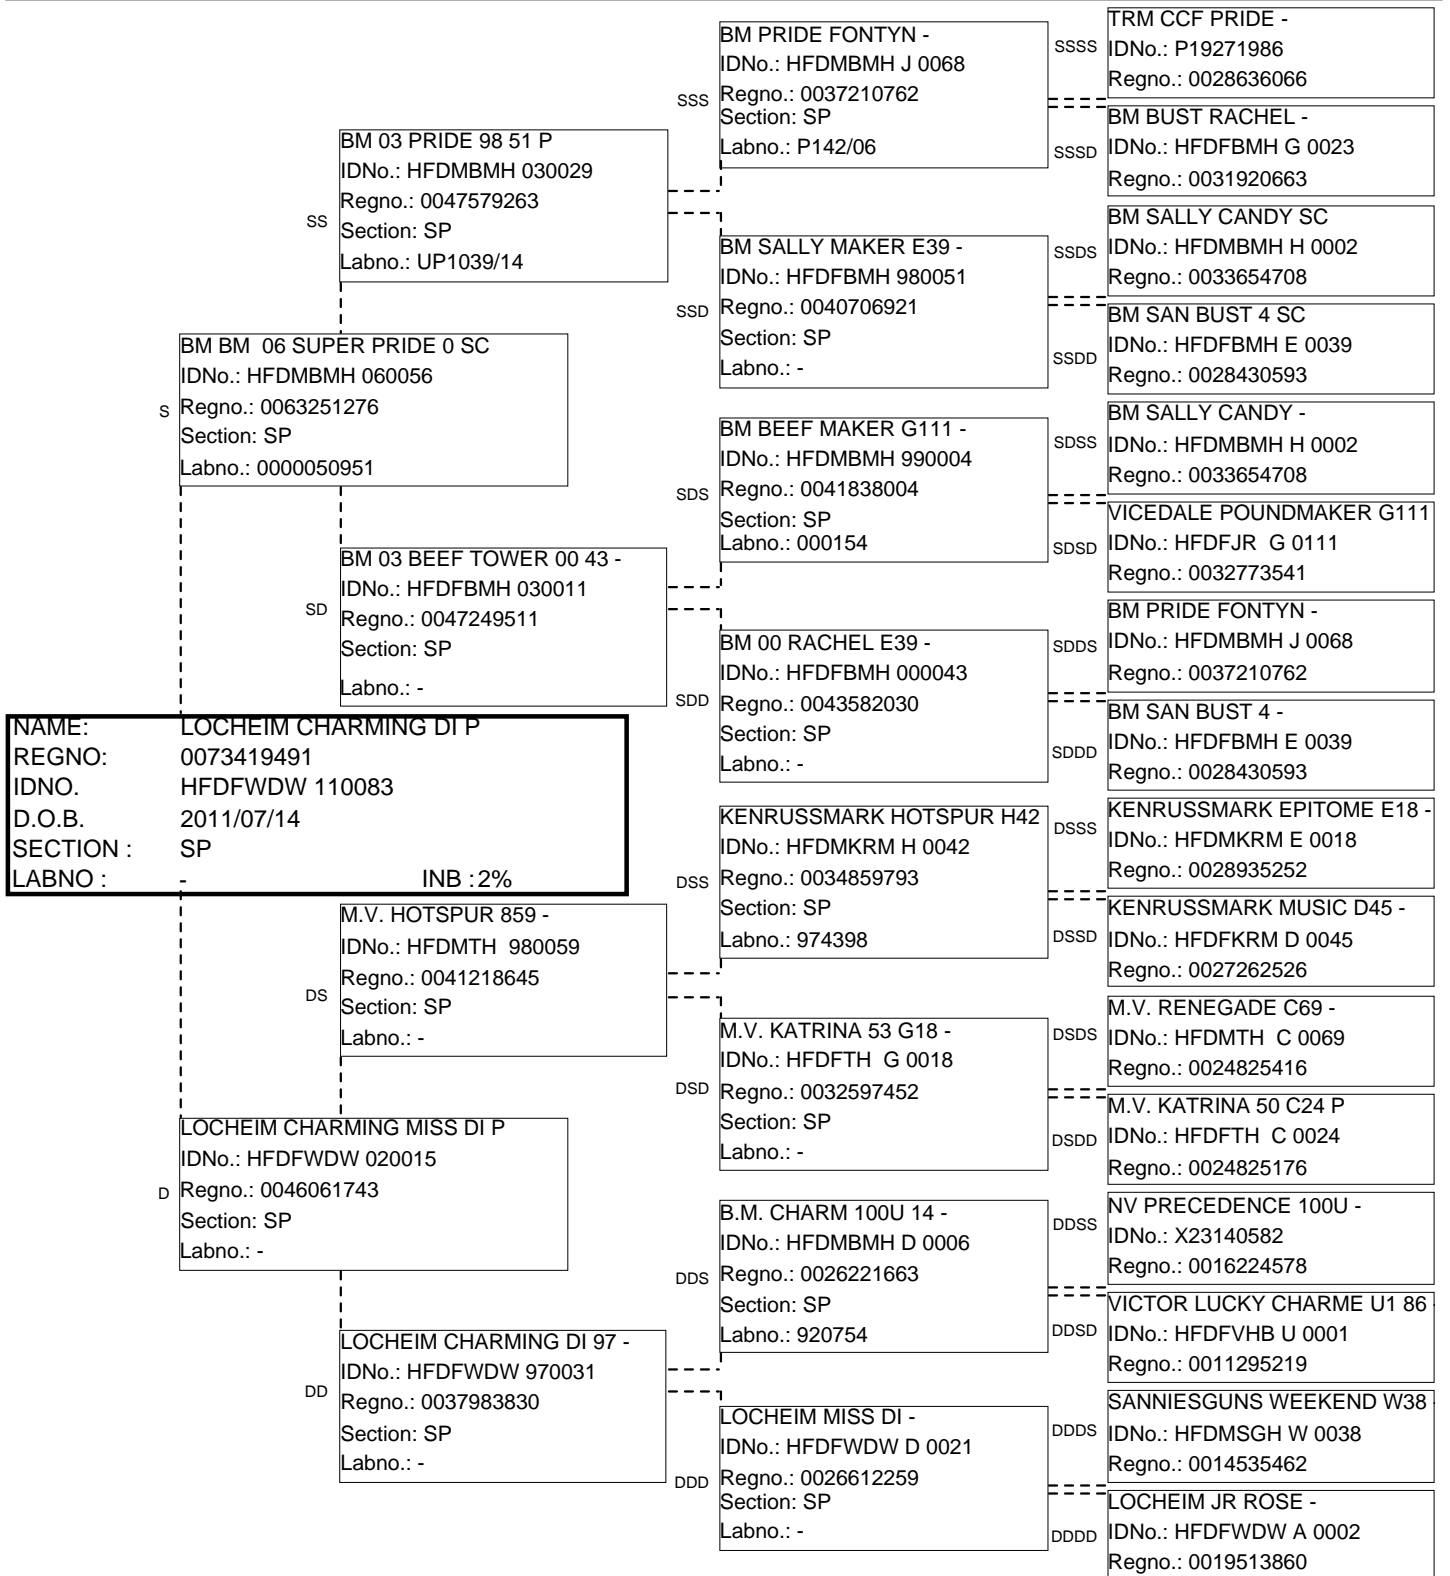 TRM CCF PRIDE -
SSSS IDNo.: P19271986
Regno.: 0028636066
BM PRIDE FONTYN -
IDNo.: HFDMBMH J 0068
SSS Regno.: 0037210762
Section: SP
Labno.: P142/06
BM BUST RACHEL -
SSSD IDNo.: HFDFBMH G 0023
Regno.: 0031920663
BM 03 PRIDE 98 51 P
IDNo.: HFDMBMH 030029
Regno.: 0047579263
SS Section: SP
Labno.: UP1039/14
BM SALLY CANDY SC
SSDS IDNo.: HFDMBMH H 0002
Regno.: 0033654708
BM SALLY MAKER E39 -
IDNo.: HFDFBMH 980051
SSD Regno.: 0040706921
Section: SP
Labno.: -
BM SAN BUST 4 SC
SSDD IDNo.: HFDFBMH E 0039
Regno.: 0028430593
BM BM  06 SUPER PRIDE 0 SC
IDNo.: HFDMBMH 060056
S Regno.: 0063251276
Section: SP
Labno.: 0000050951
BM SALLY CANDY -
SDSS IDNo.: HFDMBMH H 0002
Regno.: 0033654708
BM BEEF MAKER G111 -
IDNo.: HFDMBMH 990004
SDS Regno.: 0041838004
Section: SP
Labno.: 000154
VICEDALE POUNDMAKER G111
SDSD IDNo.: HFDFJR  G 0111
Regno.: 0032773541
BM 03 BEEF TOWER 00 43 -
IDNo.: HFDFBMH 030011
SD Regno.: 0047249511
Section: SP
Labno.: -
BM PRIDE FONTYN -
SDDS IDNo.: HFDMBMH J 0068
Regno.: 0037210762
BM 00 RACHEL E39 -
IDNo.: HFDFBMH 000043
SDD Regno.: 0043582030
Section: SP
Labno.: -
BM SAN BUST 4 -
SDDD IDNo.: HFDFBMH E 0039
Regno.: 0028430593
NAME: LOCHEIM CHARMING DI P
REGNO: 0073419491
IDNO. HFDFWDW 110083
D.O.B. 2011/07/14
SECTION : SP
LABNO : - INB :2%
KENRUSSMARK EPITOME E18 -
DSSS IDNo.: HFDMKRM E 0018
Regno.: 0028935252
KENRUSSMARK HOTSPUR H42
IDNo.: HFDMKRM H 0042
DSS Regno.: 0034859793
Section: SP
Labno.: 974398
KENRUSSMARK MUSIC D45 -
DSSD IDNo.: HFDFKRM D 0045
Regno.: 0027262526
M.V. HOTSPUR 859 -
IDNo.: HFDMTH  980059
Regno.: 0041218645
DS Section: SP
Labno.: -
M.V. RENEGADE C69 -
DSDS IDNo.: HFDMTH  C 0069
Regno.: 0024825416
M.V. KATRINA 53 G18 -
IDNo.: HFDFTH  G 0018
DSD Regno.: 0032597452
Section: SP
Labno.: -
M.V. KATRINA 50 C24 P
DSDD IDNo.: HFDFTH  C 0024
Regno.: 0024825176
LOCHEIM CHARMING MISS DI P
IDNo.: HFDFWDW 020015
D Regno.: 0046061743
Section: SP
Labno.: -
NV PRECEDENCE 100U -
DDSS IDNo.: X23140582
Regno.: 0016224578
B.M. CHARM 100U 14 -
IDNo.: HFDMBMH D 0006
DDS Regno.: 0026221663
Section: SP
Labno.: 920754
VICTOR LUCKY CHARME U1 86 -
DDSD IDNo.: HFDFVHB U 0001
Regno.: 0011295219
LOCHEIM CHARMING DI 97 -
IDNo.: HFDFWDW 970031
DD Regno.: 0037983830
Section: SP
Labno.: -
SANNIESGUNS WEEKEND W38 -
DDDS IDNo.: HFDMSGH W 0038
Regno.: 0014535462
LOCHEIM MISS DI -
IDNo.: HFDFWDW D 0021
DDD Regno.: 0026612259
Section: SP
Labno.: -
LOCHEIM JR ROSE -
DDDD IDNo.: HFDFWDW A 0002
Regno.: 0019513860